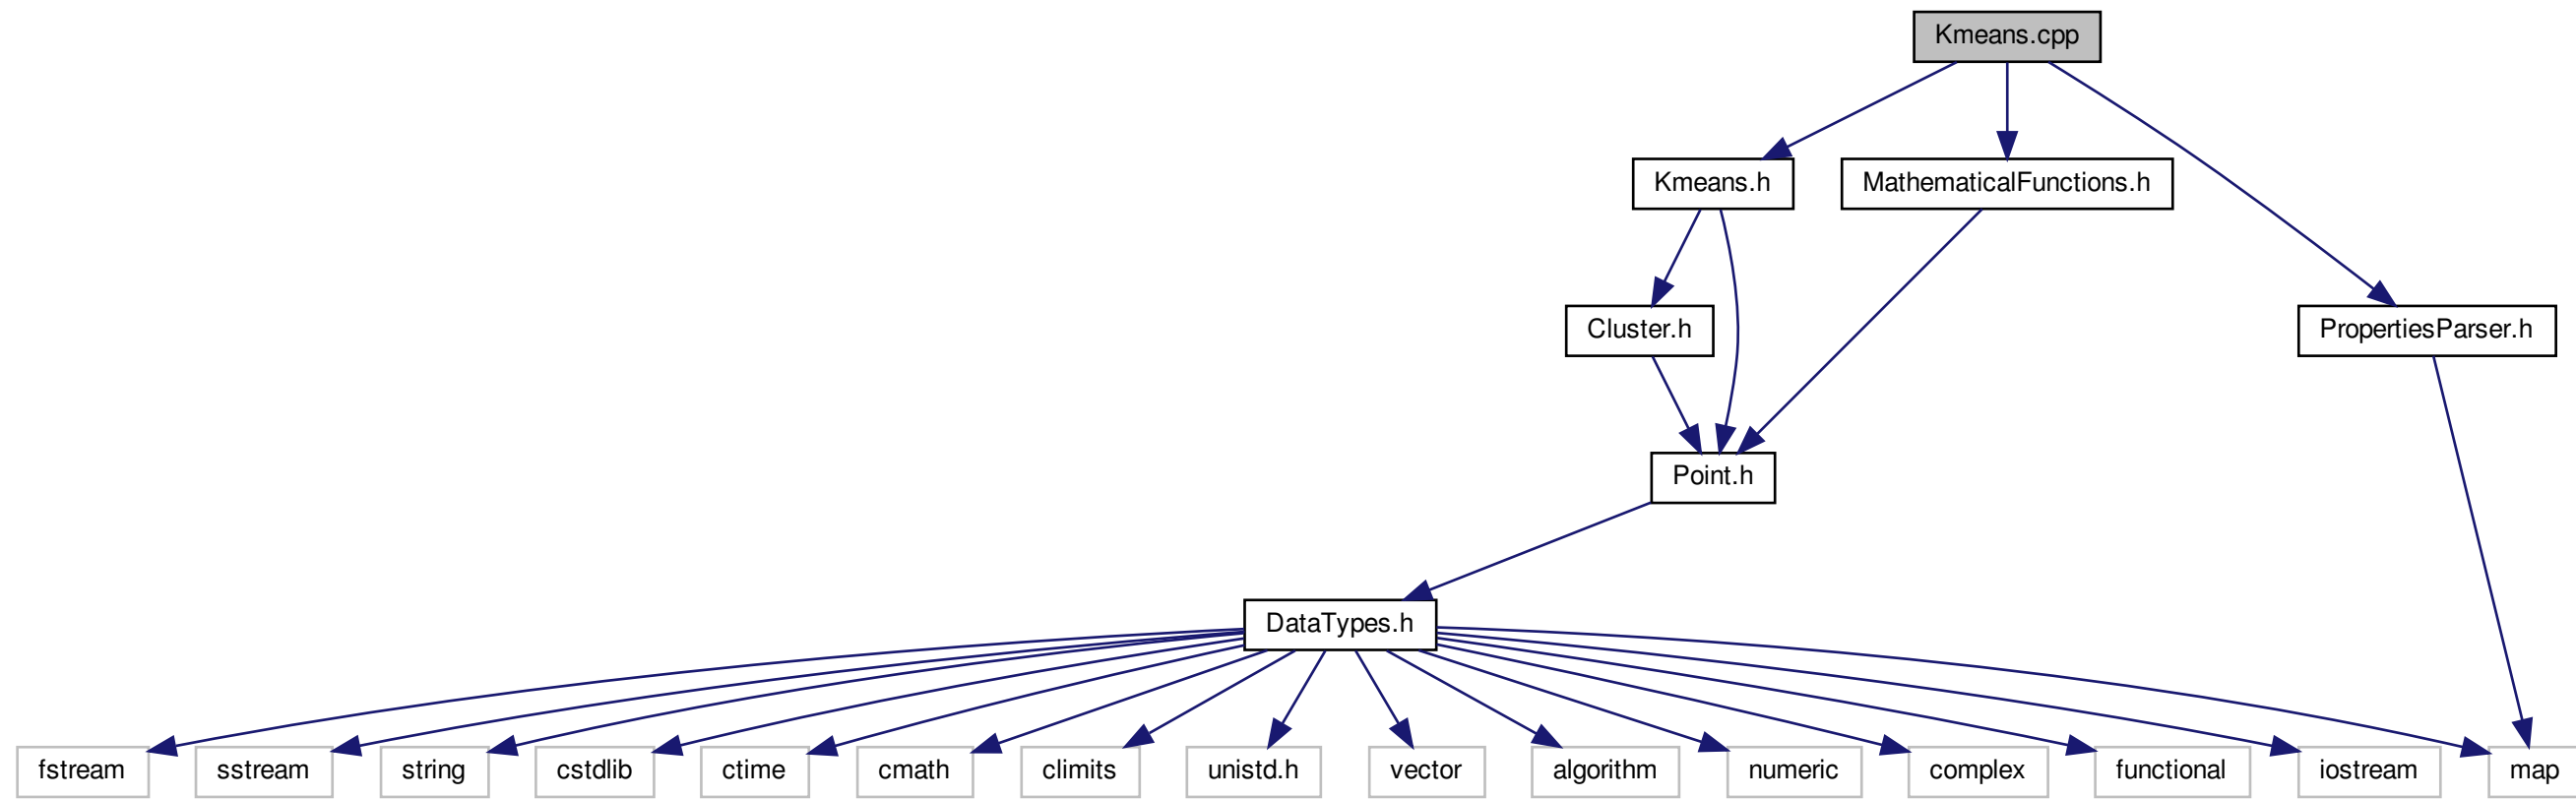 Kmeans.cpp
Kmeans.h
MathematicalFunctions.h
Cluster.h
PropertiesParser.h
Point.h
DataTypes.h
fstream
sstream
string
cstdlib
ctime
cmath
climits
unistd.h
vector
algorithm
numeric
complex
functional
iostream
map